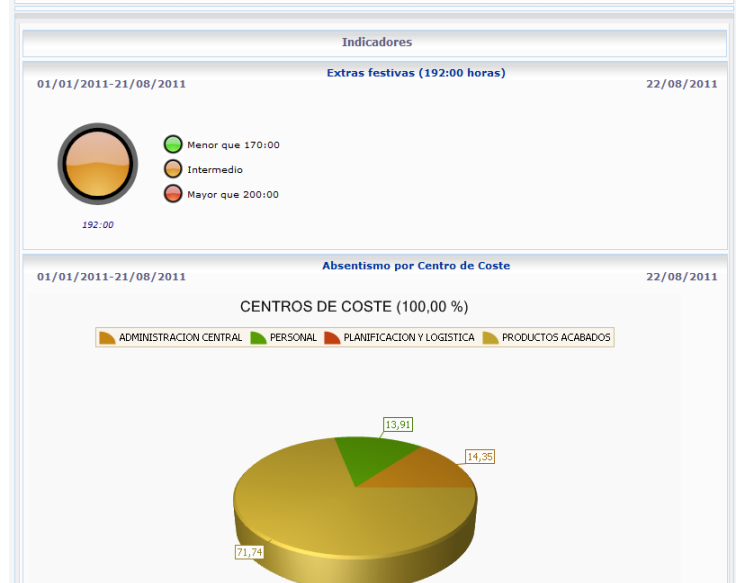 Indicadores
Extras festivas (192:00 horas)
01/01/2011-21/08/2011
22/08/2011
Menor que 170:00
Intermedio
Mayor que 200:00
192:00
Absentismo por Centro de Coste
01/01/2011-21/08/2011
22/08/2011
CENTROS DE COSTE (100,00 %)
ADMINISTRACION CENTRAL PERSONAL PLANIFICACION Y LOGISTICA PRODUCTOS ACABADOS
13,91
14,35
71,74